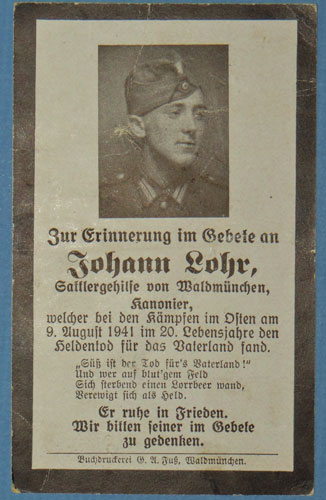 Zur Erinnerung im Gebete an
Johann Lohr,
Sattlergehilfe von Waldmünchen,
Kanonier,
welcher bei den Kämpfen im Osten am
9. August 1941 im 20. Lebensjahre den
Heldentod für das Vaterland fand.
„Süß ist der Tod für's Vaterland!"
Und wer auf blut'gem Feld
Sich sterbend einen Lorrbeer wand,
Verewigt sich als Held.
Er ruhe in Frieden.
Wir bitten seiner im Gebete
zu gedenken.
Buchdruckerei G. A. Fuß, Waldmünchen.